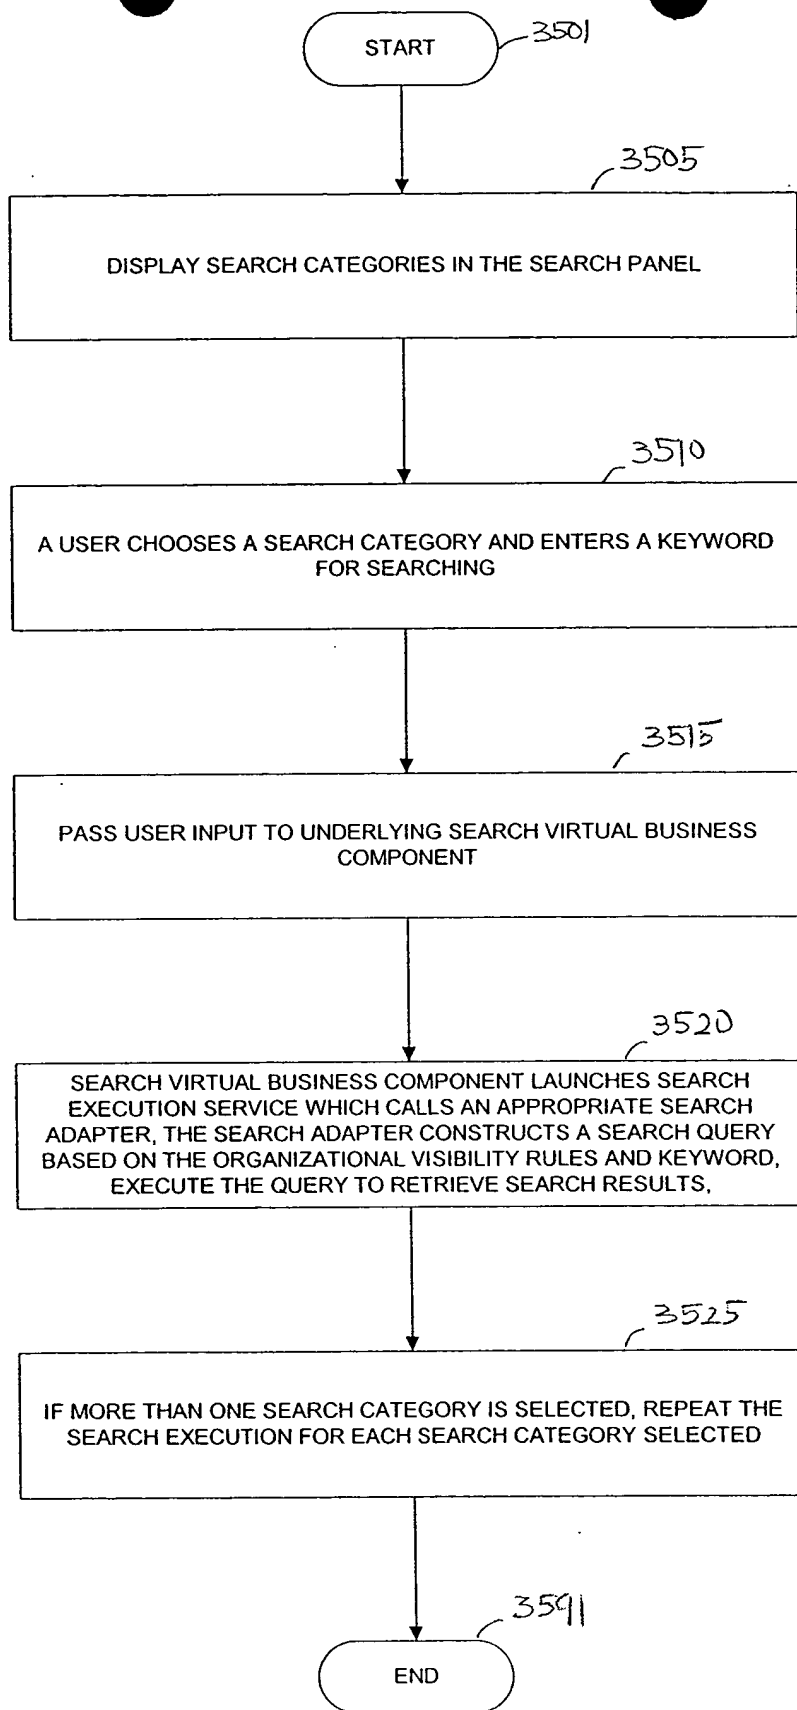 START
3501
3505
DISPLAY SEARCH CATEGORIES IN THE SEARCH PANEL
3510
A USER CHOOSES A SEARCH CATEGORY AND ENTERS A KEYWORD
FOR SEARCHING
3515
PASS USER INPUT TO UNDERLYING SEARCH VIRTUAL BUSINESS
COMPONENT
3520
SEARCH VIRTUAL BUSINESS COMPONENT LAUNCHES SEARCH
EXECUTION SERVICE WHICH CALLS AN APPROPRIATE SEARCH
ADAPTER, THE SEARCH ADAPTER CONSTRUCTS A SEARCH QUERY
BASED ON THE ORGANIZATIONAL VISIBILITY RULES AND KEYWORD,
EXECUTE THE QUERY TO RETRIEVE SEARCH RESULTS,
3525
IF MORE THAN ONE SEARCH CATEGORY IS SELECTED, REPEAT THE
SEARCH EXECUTION FOR EACH SEARCH CATEGORY SELECTED
3591
END